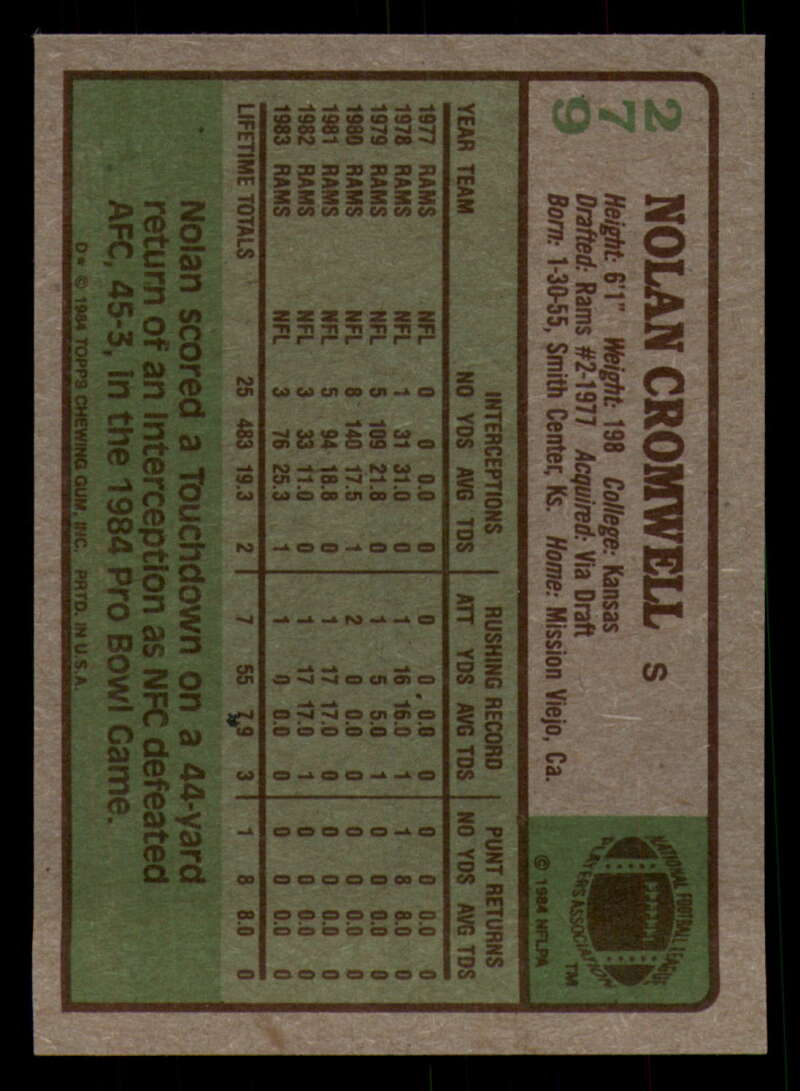 279
NOLAN CROMWELL S
Height: 6'1" Weight: 198 College: Kansas
Drafted: Rams #2-1977 Acquired: Via Draft
Born: 1-30-55, Smith Center, Ks. Home: Mission Viejo, Ca.
NATIONAL FOOTBALL LEAGUE
PLAYERS ASSOCIATION
TM
© 1984 NFLPA
INTERCEPTIONS RUSHING RECORD PUNT RETURNS
YEAR TEAM NO YDS AVG TDS ATT YDS AVG TDS NO YDS AVG TDS
1977 RAMS NFL 0 0 0.0 0 0 0 0.0 0 0 0 0.0 0
1978 RAMS NFL 1 31 31.0 0 1 16 16.0 1 1 8 8.0 0
1979 RAMS NFL 5 109 21.8 0 1 5 5.0 1 0 0 0.0 0
1980 RAMS NFL 8 140 17.5 1 2 0 0.0 0 0 0 0.0 0
1981 RAMS NFL 5 94 18.8 0 1 17 17.0 0 0 0 0.0 0
1982 RAMS NFL 3 33 11.0 0 1 17 17.0 1 0 0 0.0 0
1983 RAMS NFL 3 76 25.3 1 1 0 0.0 0 0 0 0.0 0
LIFETIME TOTALS 25 483 19.3 2 7 55 7.9 3 1 8 8.0 0
Nolan scored a Touchdown on a 44-yard
return of an Interception as NFC defeated
AFC, 45-3, in the 1984 Pro Bowl Game.
D* © 1984 TOPPS CHEWING GUM, INC. PRTD. IN U.S.A.